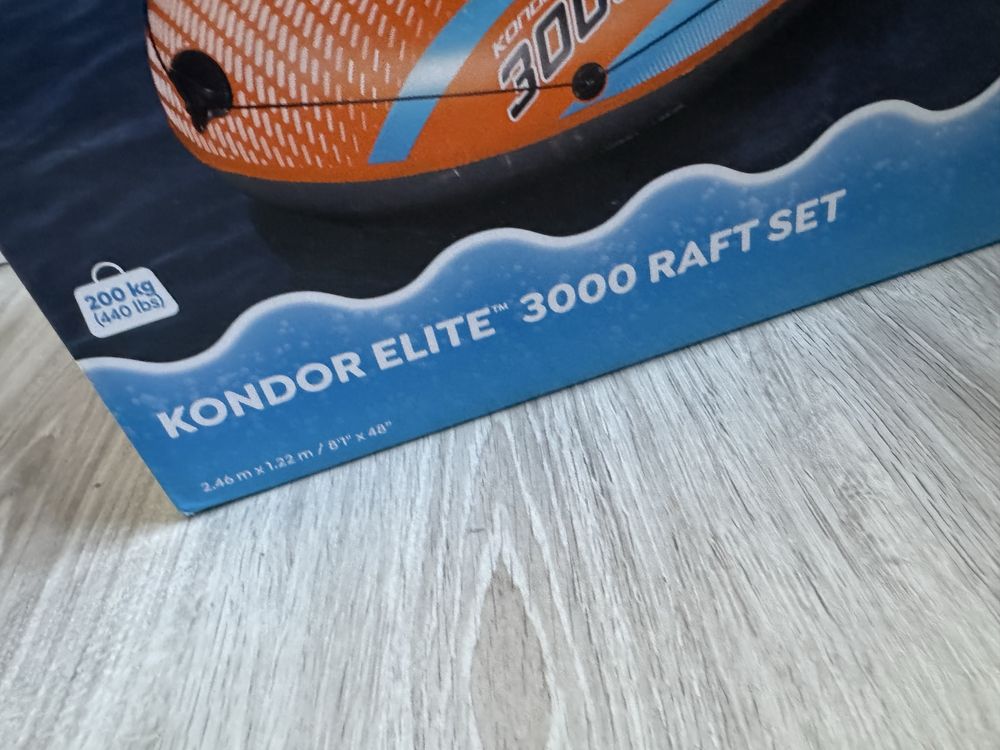 3000
200 kg
(440 lbs)
KONDOR ELITE™ 3000 RAFT SET
2.46 m x 1.22 m / 8'1" x 48"